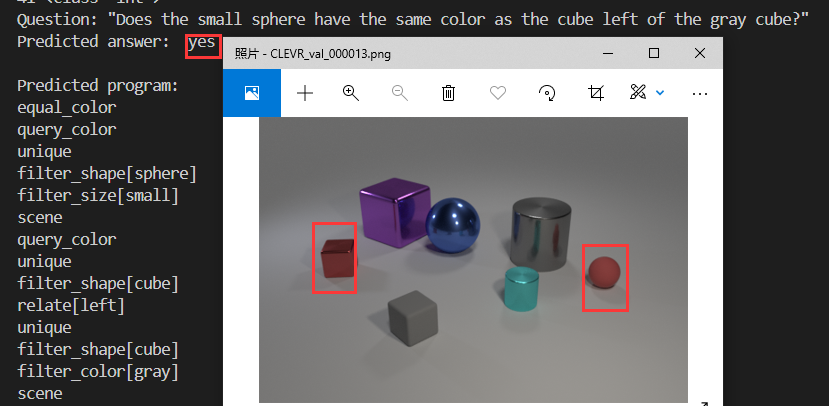 Question: "Does the small sphere have the same color as the cube left of the gray cube?"
Predicted answer: yes
照片 - CLEVR_val_000013.png
Predicted program:
equal_color
query_color
unique
filter_shape[sphere]
filter_size[small]
scene
query_color
unique
filter_shape[cube]
relate[left]
unique
filter_shape[cube]
filter_color[gray]
scene